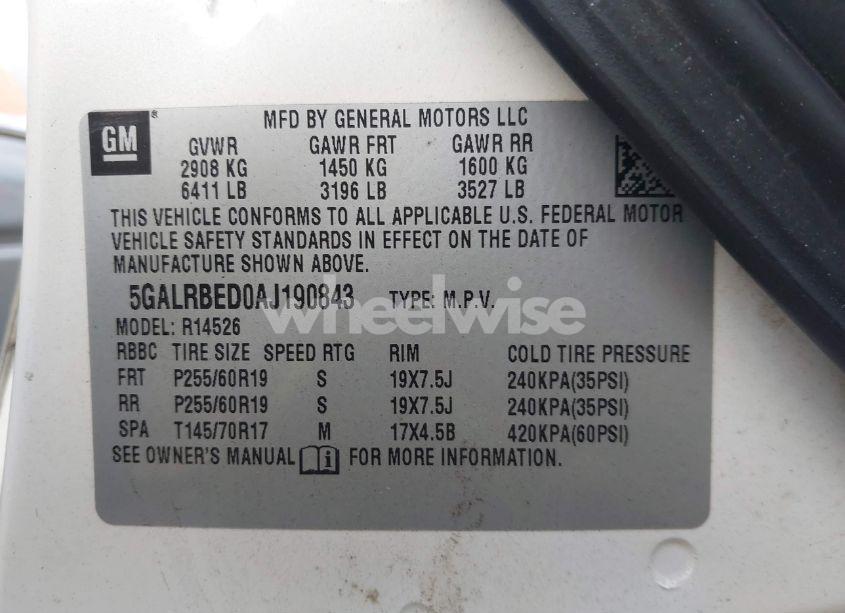 GM ®
MFD BY GENERAL MOTORS LLC
GVWR GAWR FRT GAWR RR
2908 KG 1450 KG 1600 KG
6411 LB 3196 LB 3527 LB
THIS VEHICLE CONFORMS TO ALL APPLICABLE U.S. FEDERAL MOTOR
VEHICLE SAFETY STANDARDS IN EFFECT ON THE DATE OF
MANUFACTURE SHOWN ABOVE.
5GALRBED0AJ190843 TYPE: M.P.V.
wheelwise
MODEL: R14526
RBBC TIRE SIZE SPEED RTG RIM COLD TIRE PRESSURE
FRT P255/60R19 S 19X7.5J 240KPA(35PSI)
RR P255/60R19 S 19X7.5J 240KPA(35PSI)
SPA T145/70R17 M 17X4.5B 420KPA(60PSI)
SEE OWNER'S MANUAL i FOR MORE INFORMATION.